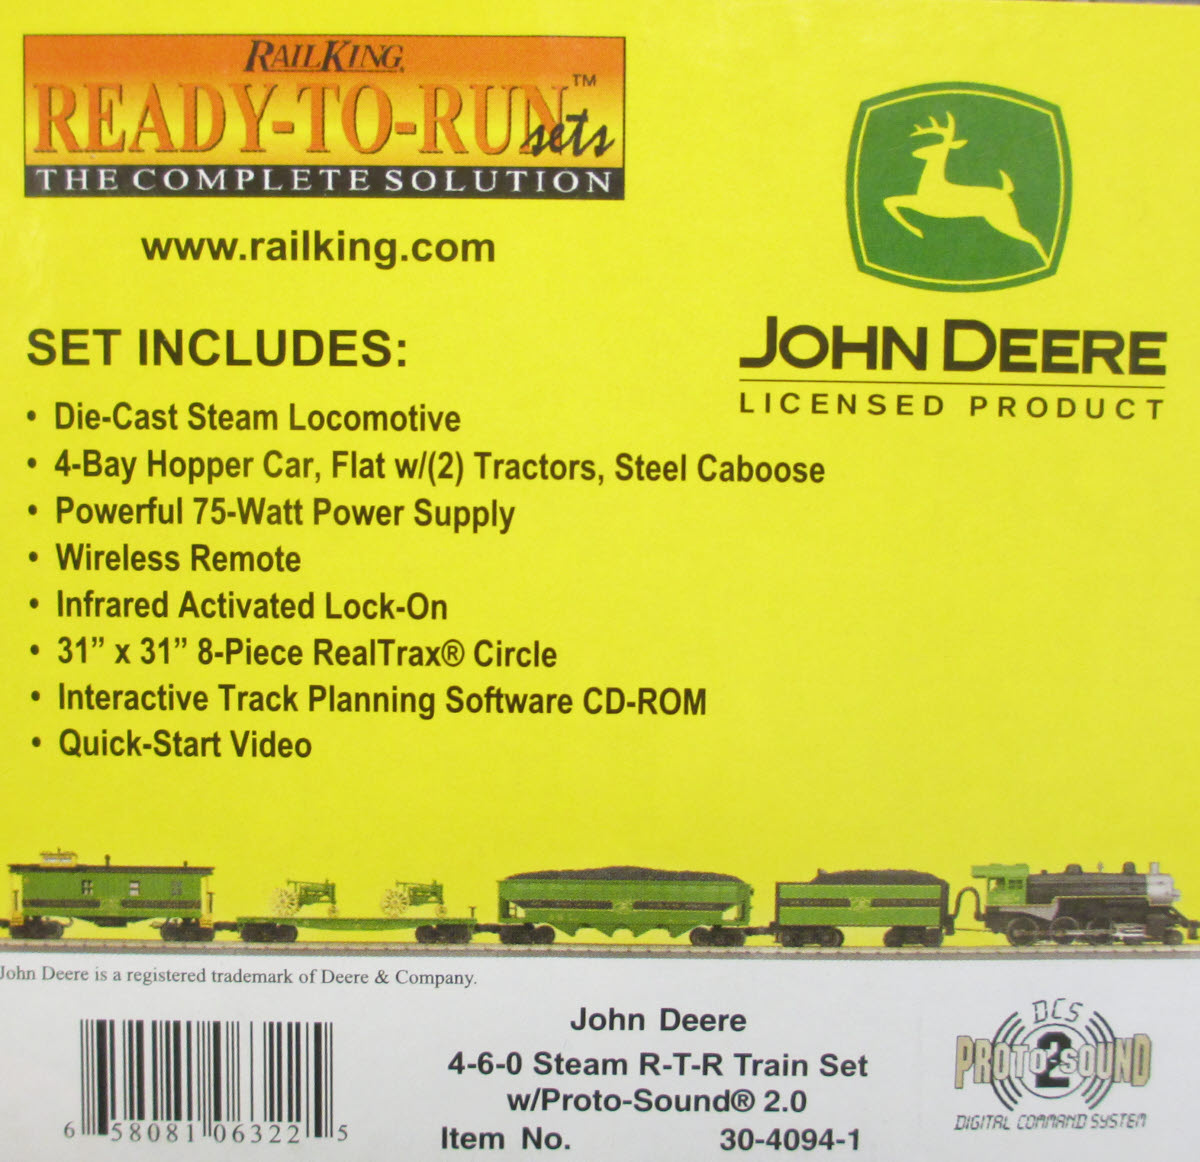 RAILKING®
READY-TO-RUN™
sets
THE COMPLETE SOLUTION
www.railking.com
JOHN DEERE
LICENSED PRODUCT
SET INCLUDES:
• Die-Cast Steam Locomotive
• 4-Bay Hopper Car, Flat w/(2) Tractors, Steel Caboose
• Powerful 75-Watt Power Supply
• Wireless Remote
• Infrared Activated Lock-On
• 31” x 31” 8-Piece RealTrax® Circle
• Interactive Track Planning Software CD-ROM
• Quick-Start Video
John Deere is a registered trademark of Deere & Company.
6 58081 06322 5
John Deere
4-6-0 Steam R-T-R Train Set
w/Proto-Sound® 2.0
Item No. 30-4094-1
DCS
PROTO-SOUND
2
DIGITAL COMMAND SYSTEM